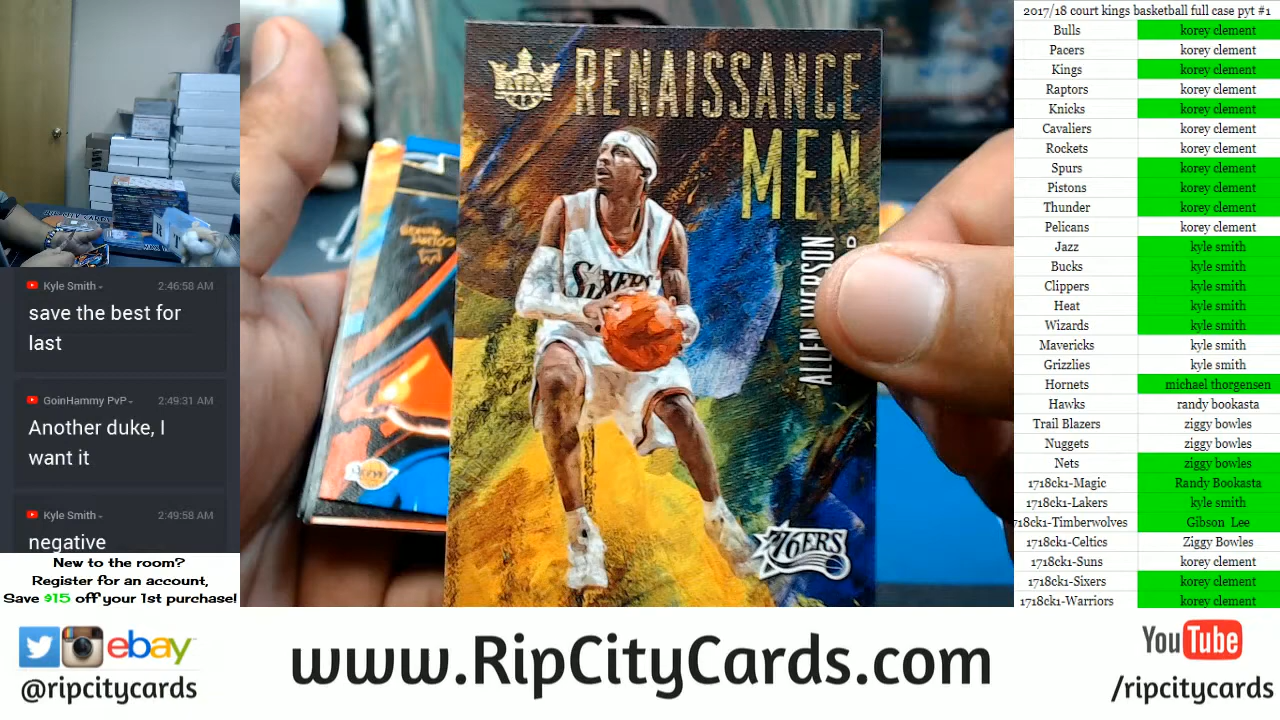 Kyle Smith
2:46:58 AM
save the best for
last
GoinHammy PvP
2:49:31 AM
Another duke, I
want it
Kyle Smith
2:49:58 AM
negative
New to the room?
Register for an account,
Save $15 off your 1st purchase!
RENAISSANCE
MEN
ALLEN IVERSON
SIXERS
76ERS
2017/18 court kings basketball full case pyt #1
Bulls korey clement
Pacers korey clement
Kings korey clement
Raptors korey clement
Knicks korey clement
Cavaliers korey clement
Rockets korey clement
Spurs korey clement
Pistons korey clement
Thunder korey clement
Pelicans korey clement
Jazz kyle smith
Bucks kyle smith
Clippers kyle smith
Heat kyle smith
Wizards kyle smith
Mavericks kyle smith
Grizzlies kyle smith
Hornets michael thorgensen
Hawks randy bookasta
Trail Blazers ziggy bowles
Nuggets ziggy bowles
Nets ziggy bowles
1718ck1-Magic Randy Bookasta
1718ck1-Lakers kyle smith
718ck1-Timberwolves Gibson Lee
1718ck1-Celtics Ziggy Bowles
1718ck1-Suns korey clement
1718ck1-Sixers korey clement
1718ck1-Warriors korey clement
ebay
@ripcitycards
www.RipCityCards.com
YouTube
/ripcitycards